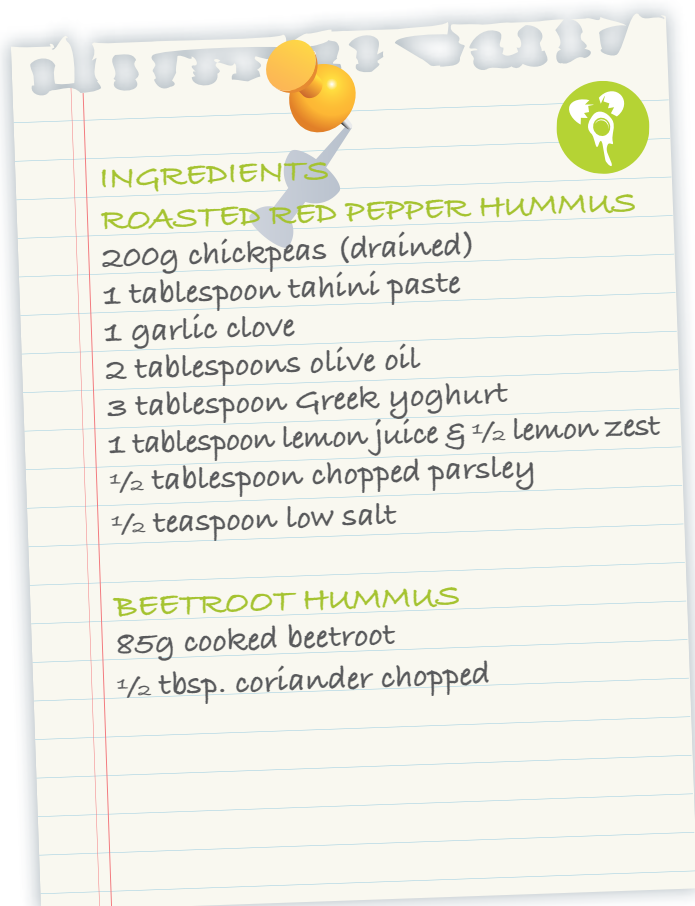 INGREDIENTS
ROASTED RED PEPPER HUMMUS
200g chickpeas (drained)
1 tablespoon tahini paste
1 garlic clove
2 tablespoons olive oil
3 tablespoon Greek yoghurt
1 tablespoon lemon juice & 1/2 lemon zest
1/2 tablespoon chopped parsley
1/2 teaspoon low salt
BEETROOT HUMMUS
85g cooked beetroot
1/2 tbsp. coriander chopped